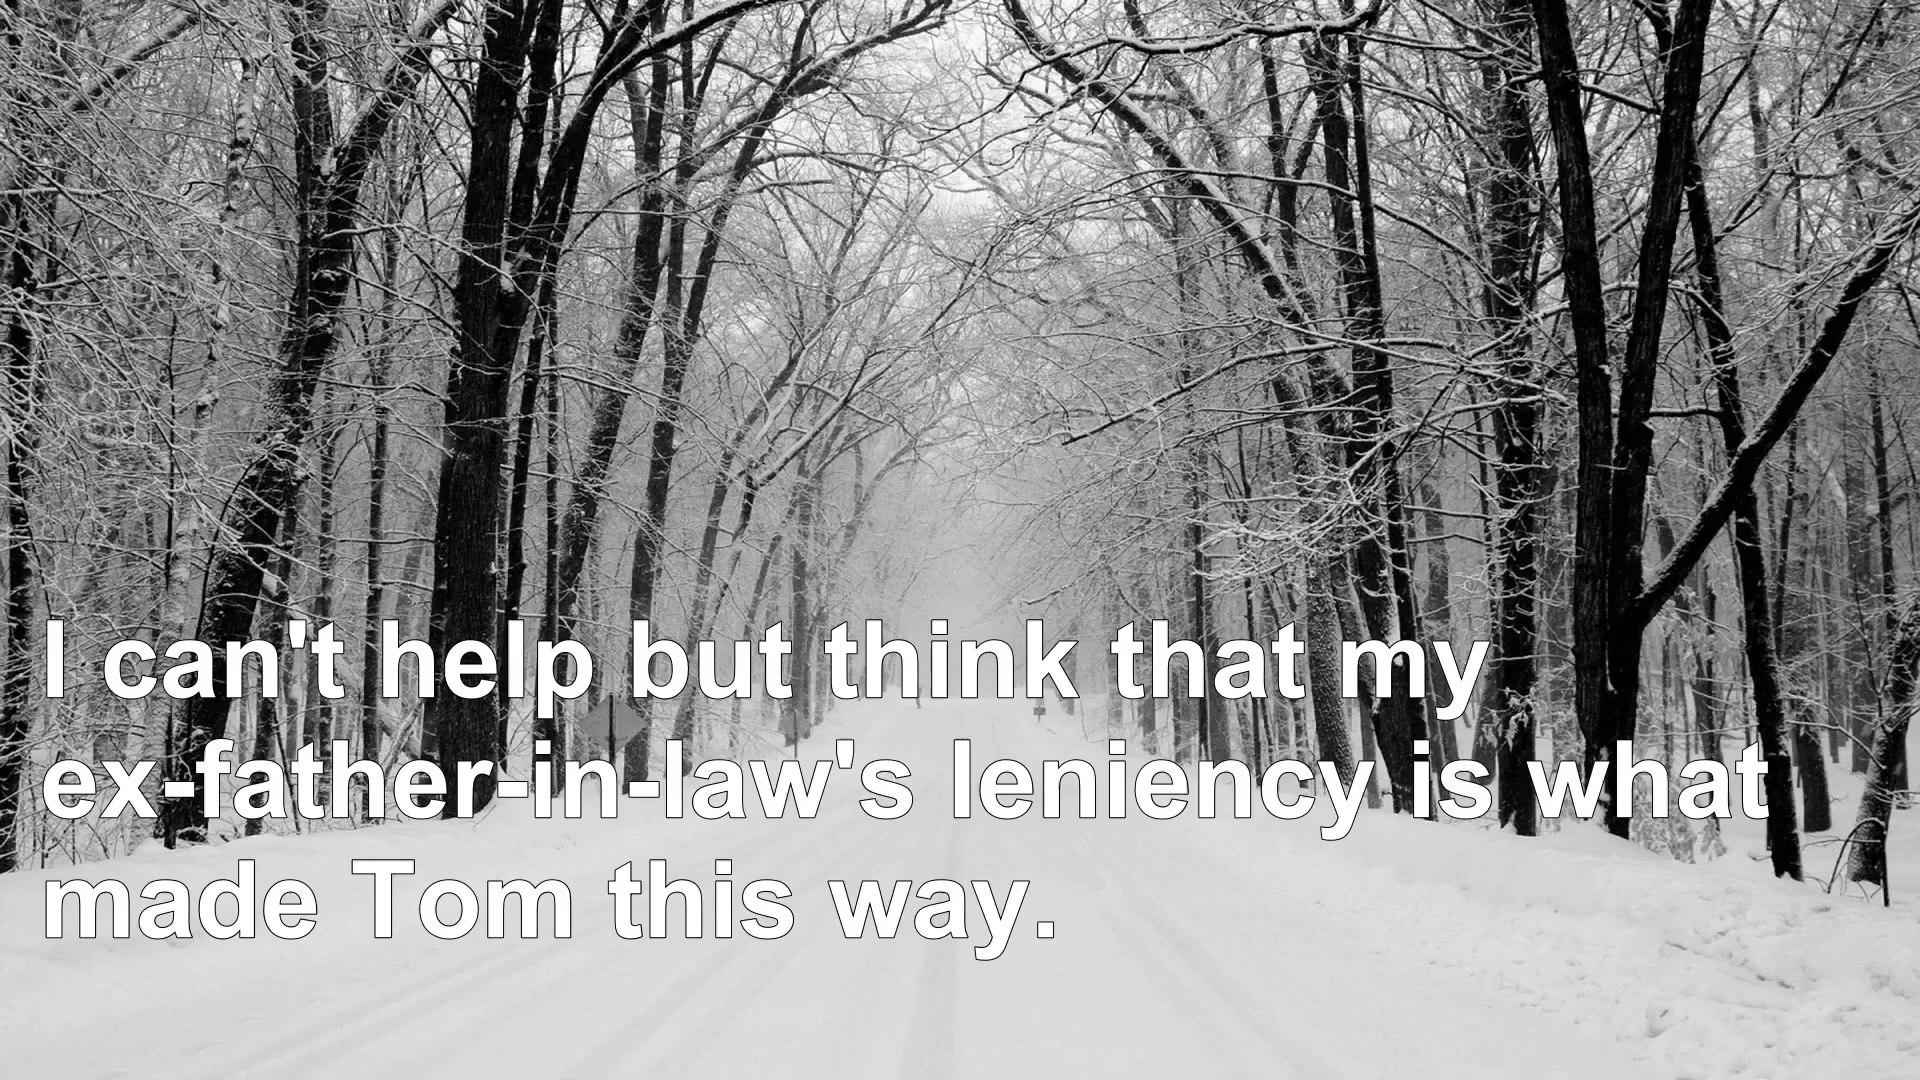 I can't help but think that my
ex-father-in-law's leniency is what
made Tom this way.